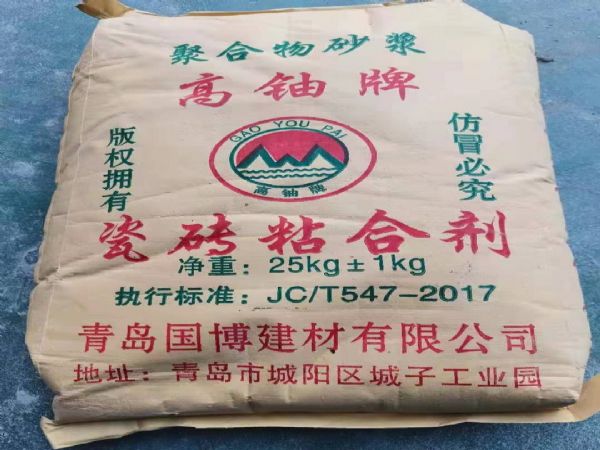 聚合物砂浆
高铀牌
GAO YOU PAI
高铀牌
版权拥有
仿冒必究
瓷砖粘合剂
净重：25kg±1kg
执行标准：JC/T547-2017
青岛国博建材有限公司
地址：青岛市城阳区城子工业园